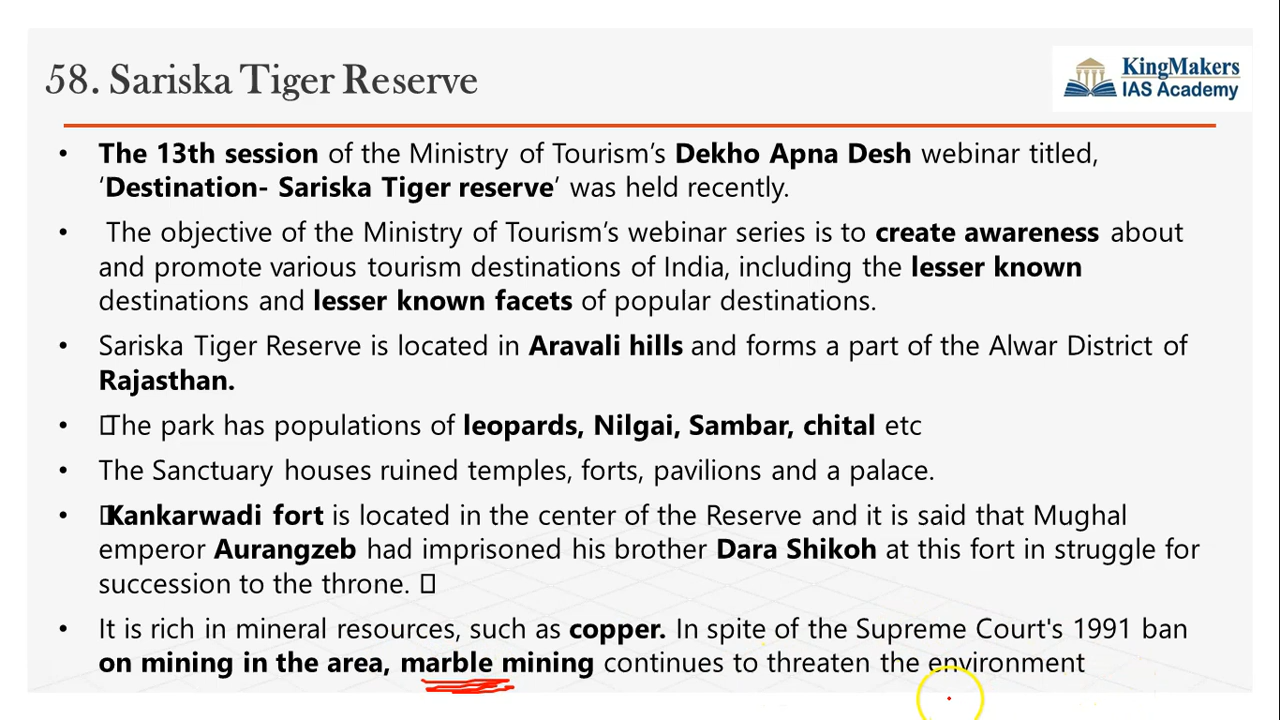 58. Sariska Tiger Reserve
KingMakers
IAS Academy
• The 13th session of the Ministry of Tourism's Dekho Apna Desh webinar titled,
'Destination- Sariska Tiger reserve' was held recently.
• The objective of the Ministry of Tourism's webinar series is to create awareness about
and promote various tourism destinations of India, including the lesser known
destinations and lesser known facets of popular destinations.
• Sariska Tiger Reserve is located in Aravali hills and forms a part of the Alwar District of
Rajasthan.
• The park has populations of leopards, Nilgai, Sambar, chital etc
• The Sanctuary houses ruined temples, forts, pavilions and a palace.
• Kankarwadi fort is located in the center of the Reserve and it is said that Mughal
emperor Aurangzeb had imprisoned his brother Dara Shikoh at this fort in struggle for
succession to the throne.
• It is rich in mineral resources, such as copper. In spite of the Supreme Court's 1991 ban
on mining in the area, marble mining continues to threaten the environment